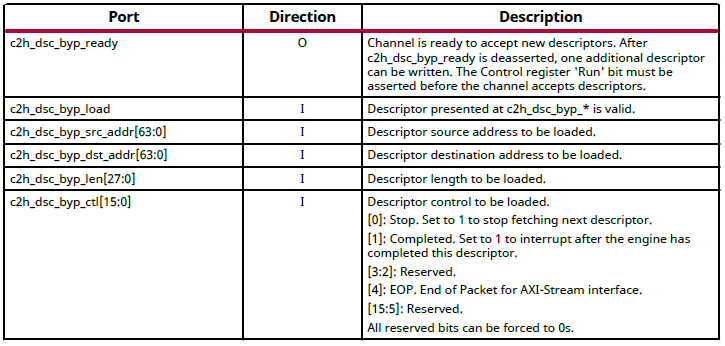 Port Direction Description
c2h_dsc_byp_ready O Channel is ready to accept new descriptors. After
c2h_dsc_byp_ready is deasserted, one additional descriptor
can be written. The Control register 'Run' bit must be
asserted before the channel accepts descriptors.
c2h_dsc_byp_load I Descriptor presented at c2h_dsc_byp_* is valid.
c2h_dsc_byp_src_addr[63:0] I Descriptor source address to be loaded.
c2h_dsc_byp_dst_addr[63:0] I Descriptor destination address to be loaded.
c2h_dsc_byp_len[27:0] I Descriptor length to be loaded.
c2h_dsc_byp_ctl[15:0] I Descriptor control to be loaded.
[0]: Stop. Set to 1 to stop fetching next descriptor.
[1]: Completed. Set to 1 to interrupt after the engine has
completed this descriptor.
[3:2]: Reserved.
[4]: EOP. End of Packet for AXI-Stream interface.
[15:5]: Reserved.
All reserved bits can be forced to 0s.